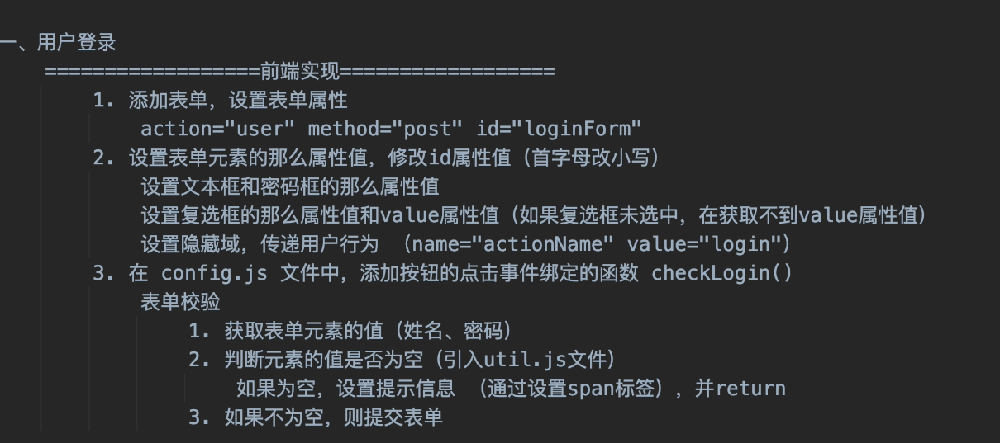 一、用户登录
==================前端实现==================
1. 添加表单，设置表单属性
action="user" method="post" id="loginForm"
2. 设置表单元素的那么属性值，修改id属性值（首字母改小写）
设置文本框和密码框的那么属性值
设置复选框的那么属性值和value属性值（如果复选框未选中，在获取不到value属性值）
设置隐藏域，传递用户行为 （name="actionName" value="login"）
3. 在 config.js 文件中，添加按钮的点击事件绑定的函数 checkLogin()
表单校验
1. 获取表单元素的值（姓名、密码）
2. 判断元素的值是否为空（引入util.js文件）
如果为空，设置提示信息 （通过设置span标签），并return
3. 如果不为空，则提交表单